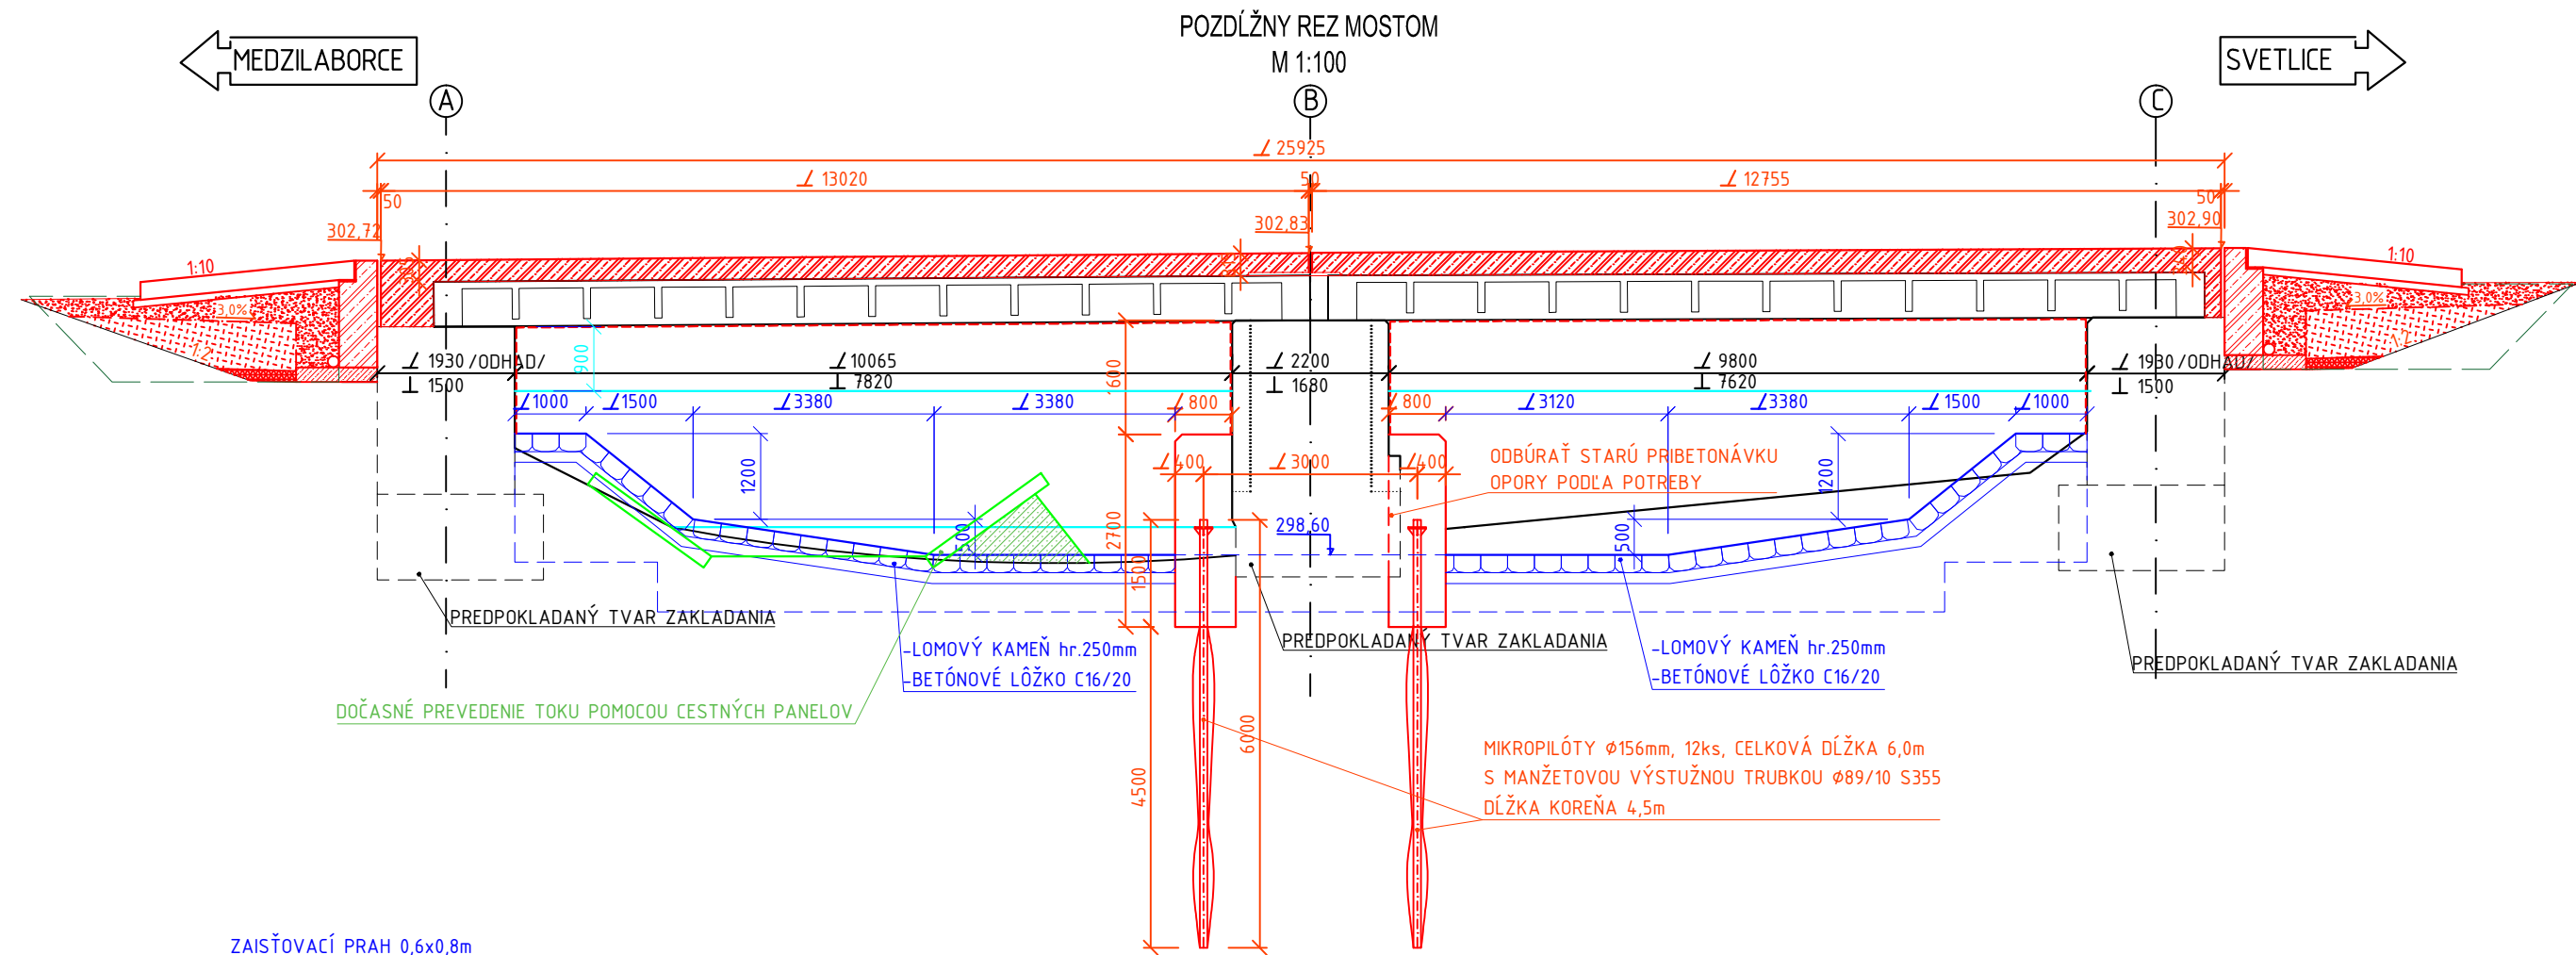 POZDĹŽNY REZ MOSTOM
M 1:100
MEDZILABORCE
SVETLICE
A
B
C
∠ 25925
∠ 13020
50
∠ 12755
50
50
302,72
302,83
302,90
1:10
1:10
3,0%
3,0%
1:2
1:2
900
∠ 1930 /ODHAD/
⊥ 1500
∠10065
⊥ 7820
∠ 2200
⊥ 1680
∠ 9800
⊥ 7620
∠ 1930 /ODHAD/
⊥ 1500
∠1000
∠1500
∠3380
∠ 3380
∠ 800
∠ 800
∠ 3120
∠3380
∠ 1500
∠1000
1200
∠400
∠3000
∠400
ODBÚRAŤ STARÚ PRIBETONÁVKU
OPORY PODĽA POTREBY
1200
2700
1500
298,60
500
PREDPOKLADANÝ TVAR ZAKLADANIA
PREDPOKLADANÝ TVAR ZAKLADANIA
PREDPOKLADANÝ TVAR ZAKLADANIA
-LOMOVÝ KAMEŇ hr.250mm
-BETÓNOVÉ LÔŽKO C16/20
-LOMOVÝ KAMEŇ hr.250mm
-BETÓNOVÉ LÔŽKO C16/20
DOČASNÉ PREVEDENIE TOKU POMOCOU CESTNÝCH PANELOV
4500
6000
MIKROPILÓTY Ø156mm, 12ks, CELKOVÁ DĹŽKA 6,0m
S MANŽETOVOU VÝSTUŽNOU TRUBKOU Ø89/10 S355
DĹŽKA KOREŇA 4,5m
ZAISŤOVACÍ PRAH 0,6x0,8m